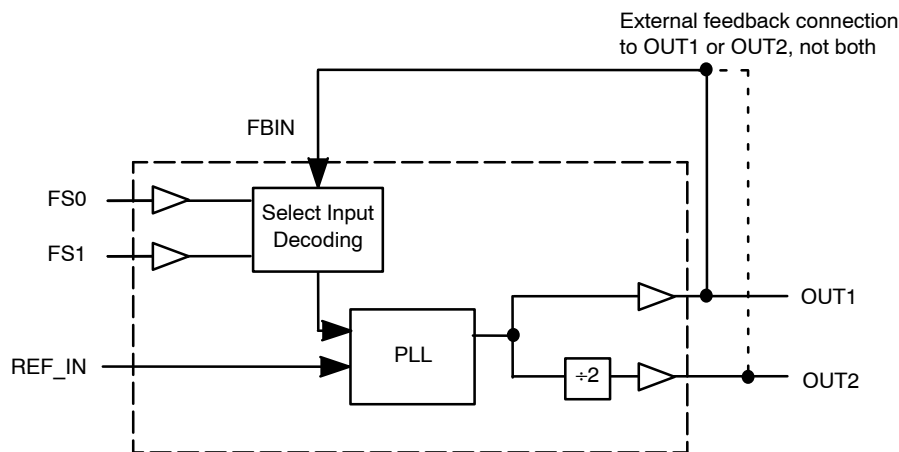 External feedback connection
to OUT1 or OUT2, not both
FBIN
FS0
Select Input
Decoding
FS1
OUT1
PLL
REF_IN
÷2
OUT2